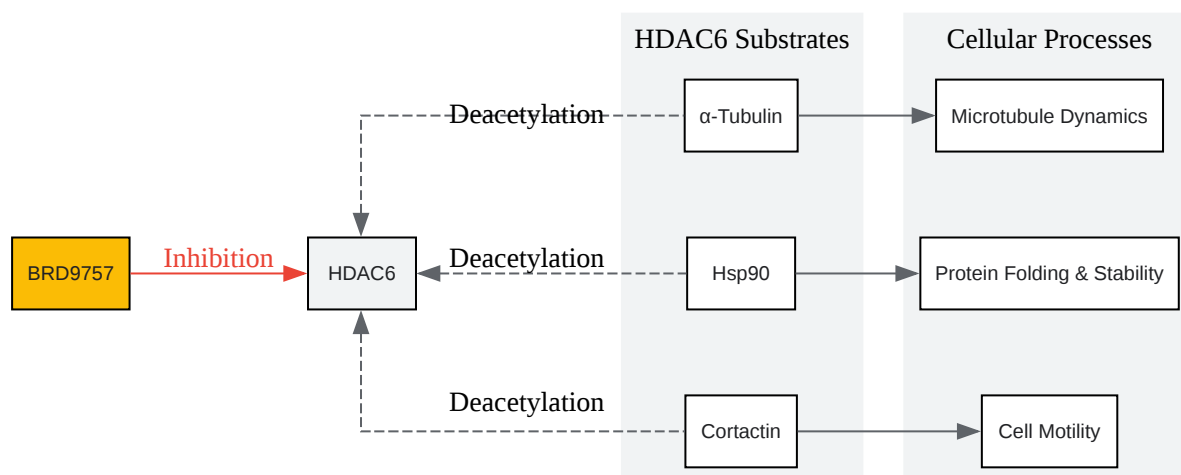 HDAC6 Substrates
Cellular Processes
Deacetylation
α-Tubulin
Microtubule Dynamics
BRD9757
Inhibition
HDAC6
Deacetylation
Hsp90
Protein Folding & Stability
Deacetylation
Cortactin
Cell Motility